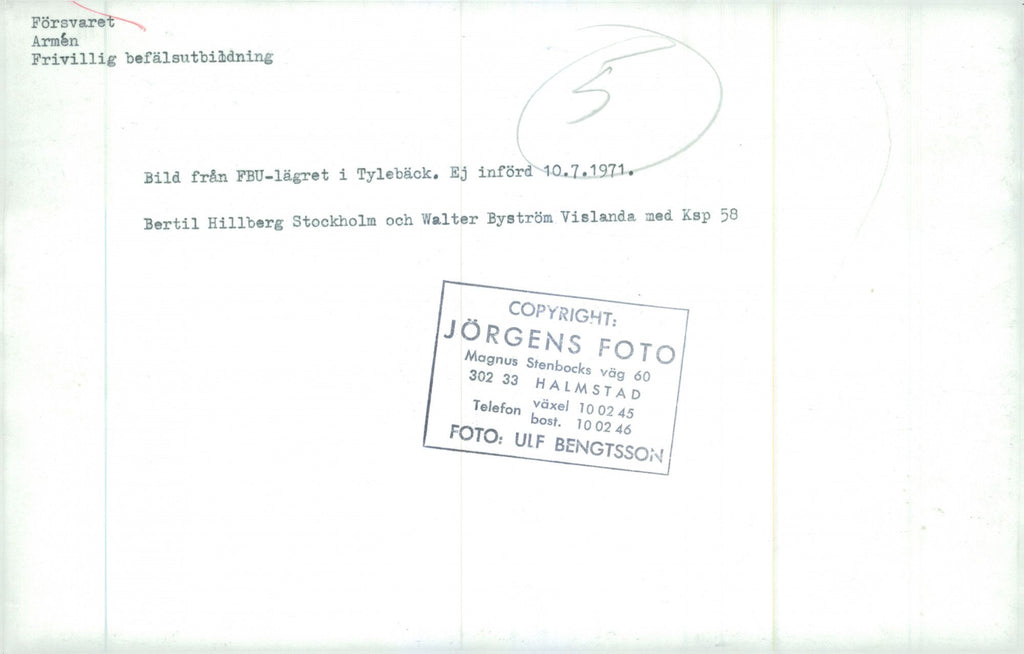 Försvaret
Armén
Frivillig befälsutbildning
5
Bild från FBU-lägret i Tylebäck. Ej införd 10.7.1971.
Bertil Hillberg Stockholm och Walter Byström Vislanda med Ksp 58
COPYRIGHT:
JÖRGENS FOTO
Magnus Stenbocks väg 60
302 33 HALMSTAD
Telefon växel 10 02 45
bost. 10 02 46
FOTO: ULF BENGTSSON